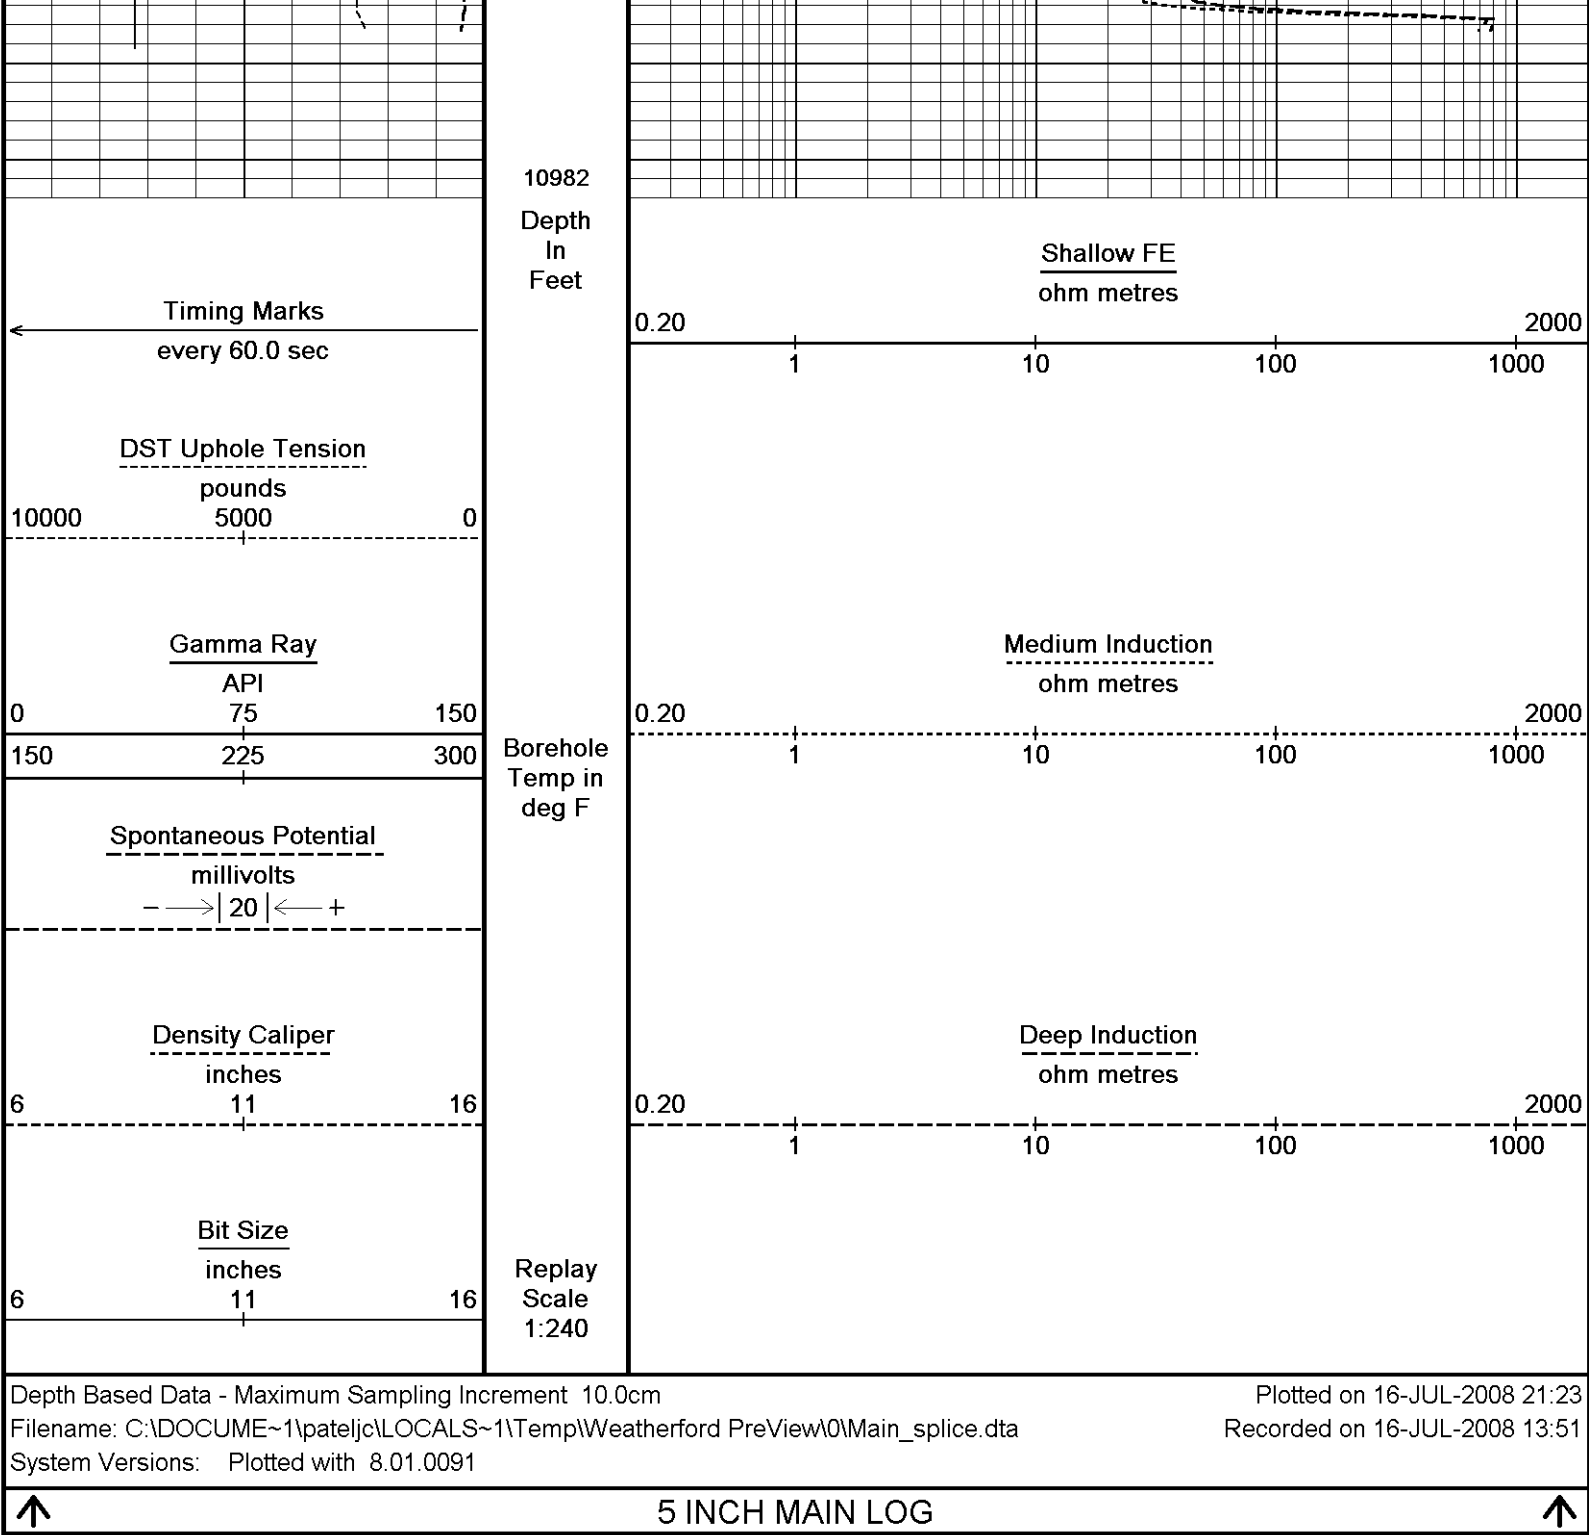 10982
Depth
In
Feet
Timing Marks
every 60.0 sec
DST Uphole Tension
pounds
10000 5000 0
Gamma Ray
API
0 75 150
150 225 300
Spontaneous Potential
millivolts
− 20 +
Density Caliper
inches
6 11 16
Bit Size
inches
6 11 16
Borehole
Temp in
deg F
Replay
Scale
1:240
Shallow FE
ohm metres
0.20 2000
1 10 100 1000
Medium Induction
ohm metres
0.20 2000
1 10 100 1000
Deep Induction
ohm metres
0.20 2000
1 10 100 1000
Depth Based Data - Maximum Sampling Increment 10.0cm
Plotted on 16-JUL-2008 21:23
Filename: C:\DOCUME~1\pateljc\LOCALS~1\Temp\Weatherford PreView\0\Main_splice.dta
Recorded on 16-JUL-2008 13:51
System Versions: Plotted with 8.01.0091
5 INCH MAIN LOG